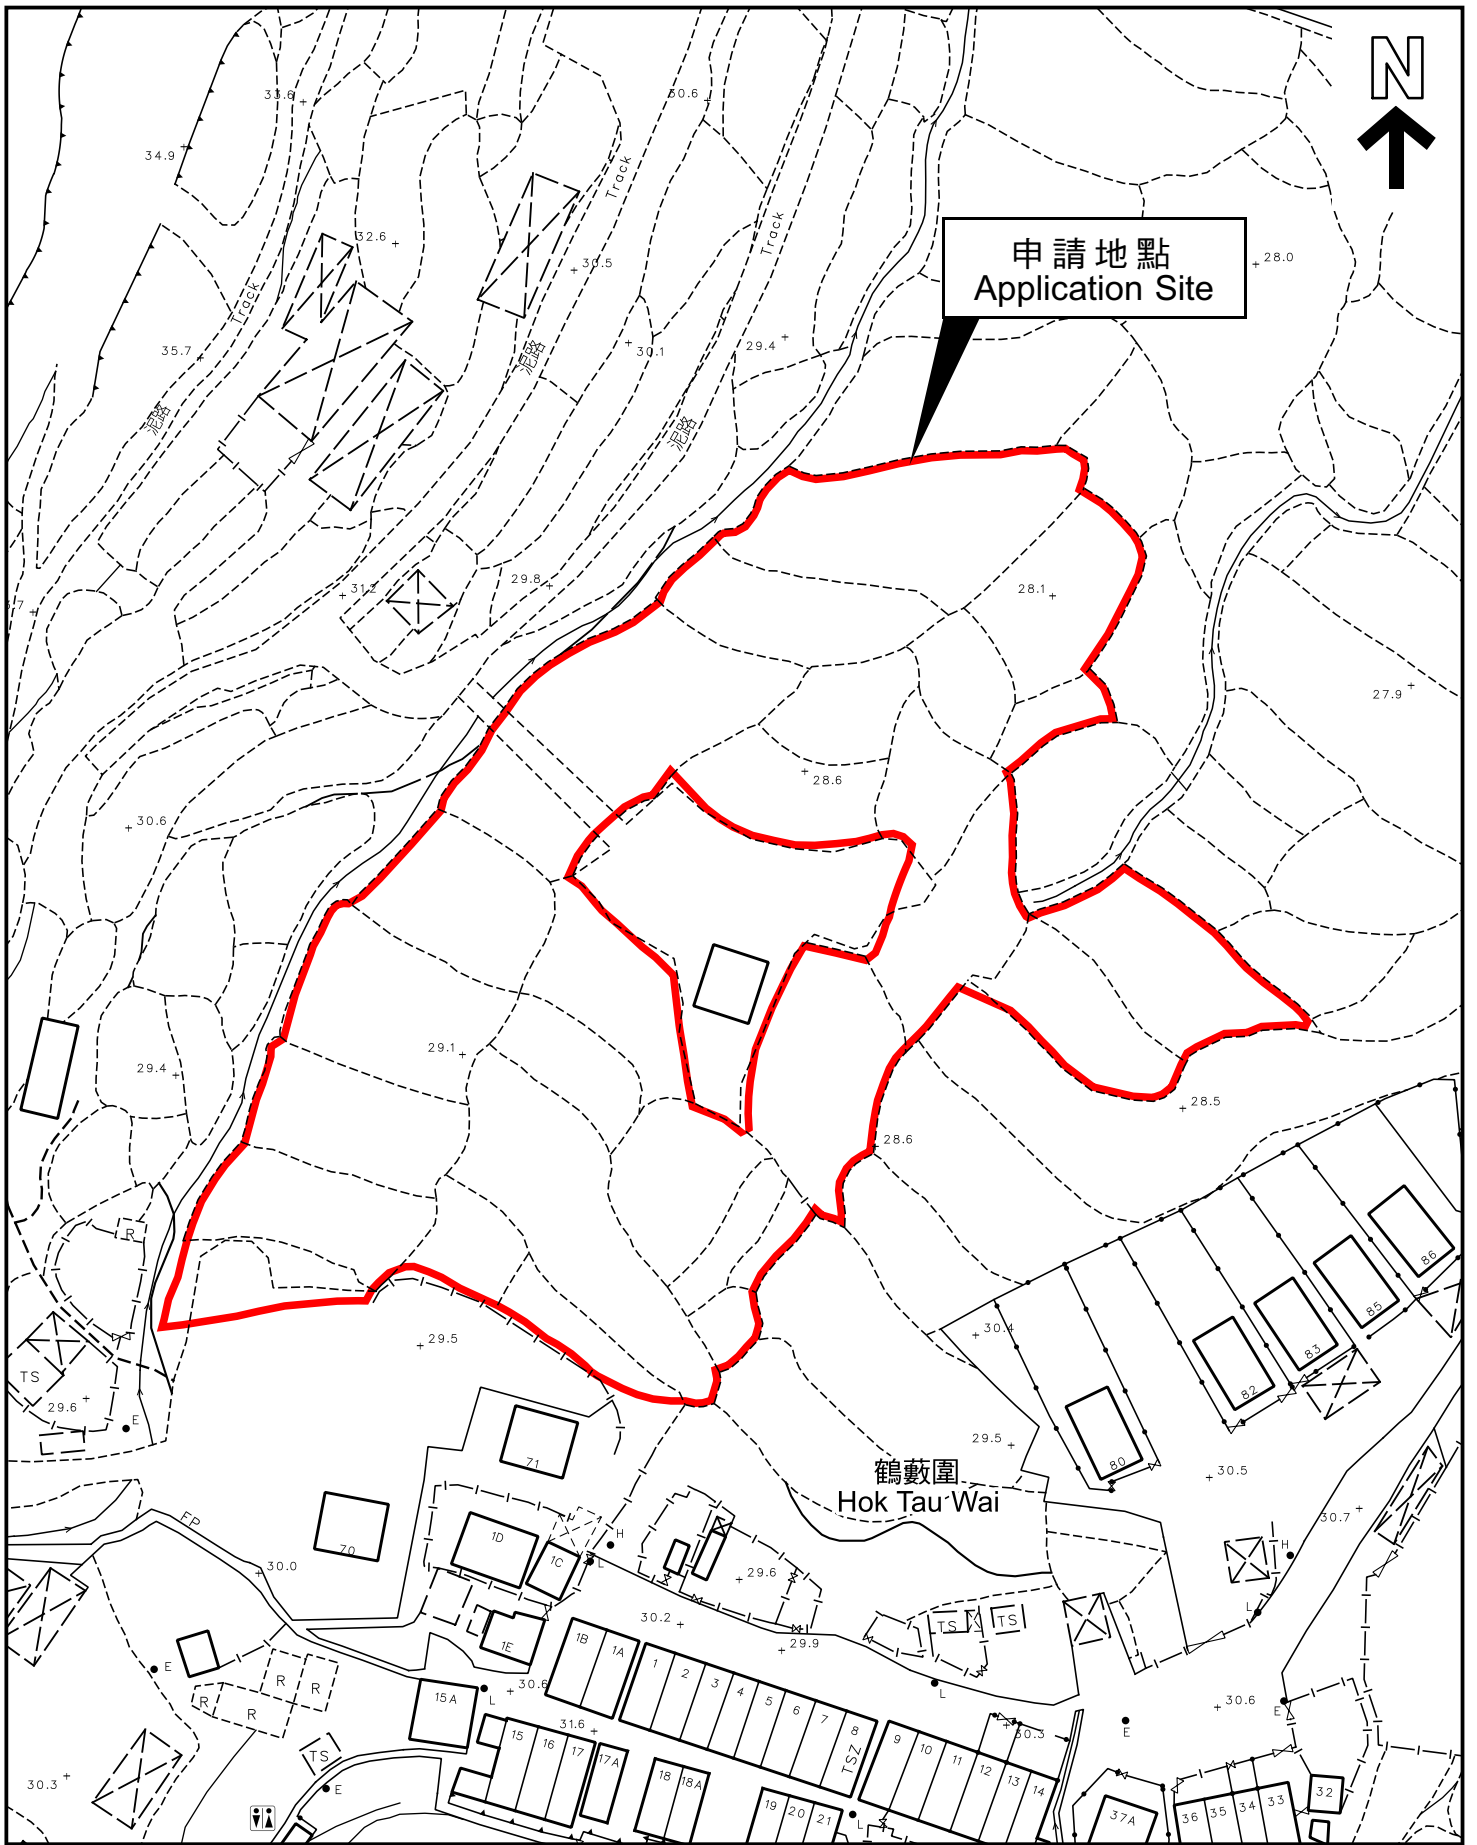 N
申請地點
Application Site
33.6
30.6
34.9
Track
Track
32.6
30.5
28.0
Track
35.7
30.1
29.4
泥路
泥路
泥路
29.8
31.2
28.1
27.9
28.6
30.6
29.1
29.4
28.5
28.6
R
86
85
83
82
30.4
29.5
TS
29.6
E
29.5
80
30.5
71
鶴藪圍
Hok Tau Wai
30.7
FP
70
1D
1C
H
L
H
30.0
29.6
L
30.2
29.9
TS
TS
1E
1B
1A
E
R
R
R
R
15A
L
30.6
1
2
3
4
5
6
7
8
TSZ
L
E
30.6
E
31.6
30.3
15
16
17
17A
18
18A
9
10
11
12
13
14
TS
E
30.3
19
20
21
L
37A
36
35
34
33
32